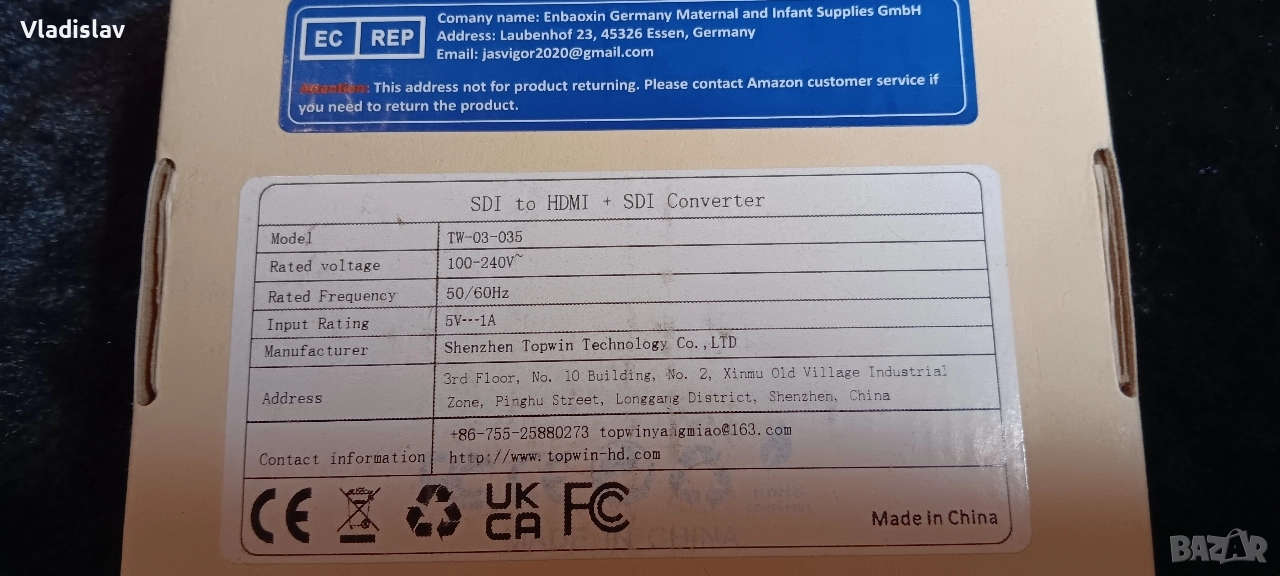 Vladislav
EC REP
Comany name: Enbaoxin Germany Maternal and Infant Supplies GmbH
Address: Laubenhof 23, 45326 Essen, Germany
Email: jasvigor2020@gmail.com
Attention: This address not for product returning. Please contact Amazon customer service if
you need to return the product.
SDI to HDMI + SDI Converter
Model TW-03-035
Rated voltage 100-240V~
Rated Frequency 50/60Hz
Input Rating 5V---1A
Manufacturer Shenzhen Topwin Technology Co.,LTD
Address 3rd Floor, No. 10 Building, No. 2, Xinmu Old Village Industrial
Zone, Pinghu Street, Longgang District, Shenzhen, China
Contact information +86-755-25880273 topwinyangmiao@163.com
http://www.topwin-hd.com
CE UK CA FC
Made in China
MADE IN CHINA
BAZAR